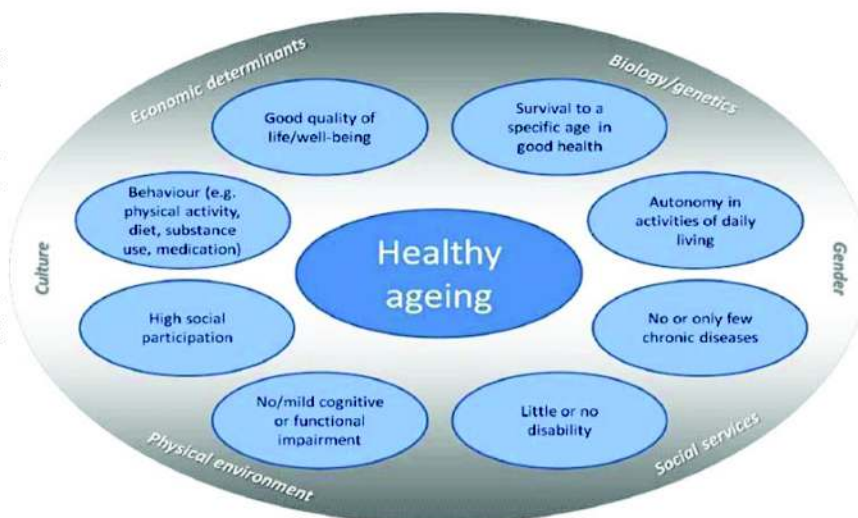 Economic determinants
Biology/genetics
Good quality of
life/well-being
Survival to a
specific age in
good health
Behaviour (e.g.
physical activity,
diet, substance
use, medication)
Autonomy in
activities of daily
living
Culture
Healthy
ageing
Gender
High social
participation
No or only few
chronic diseases
No/mild cognitive
or functional
impairment
Little or no
disability
Physical environment
Social services